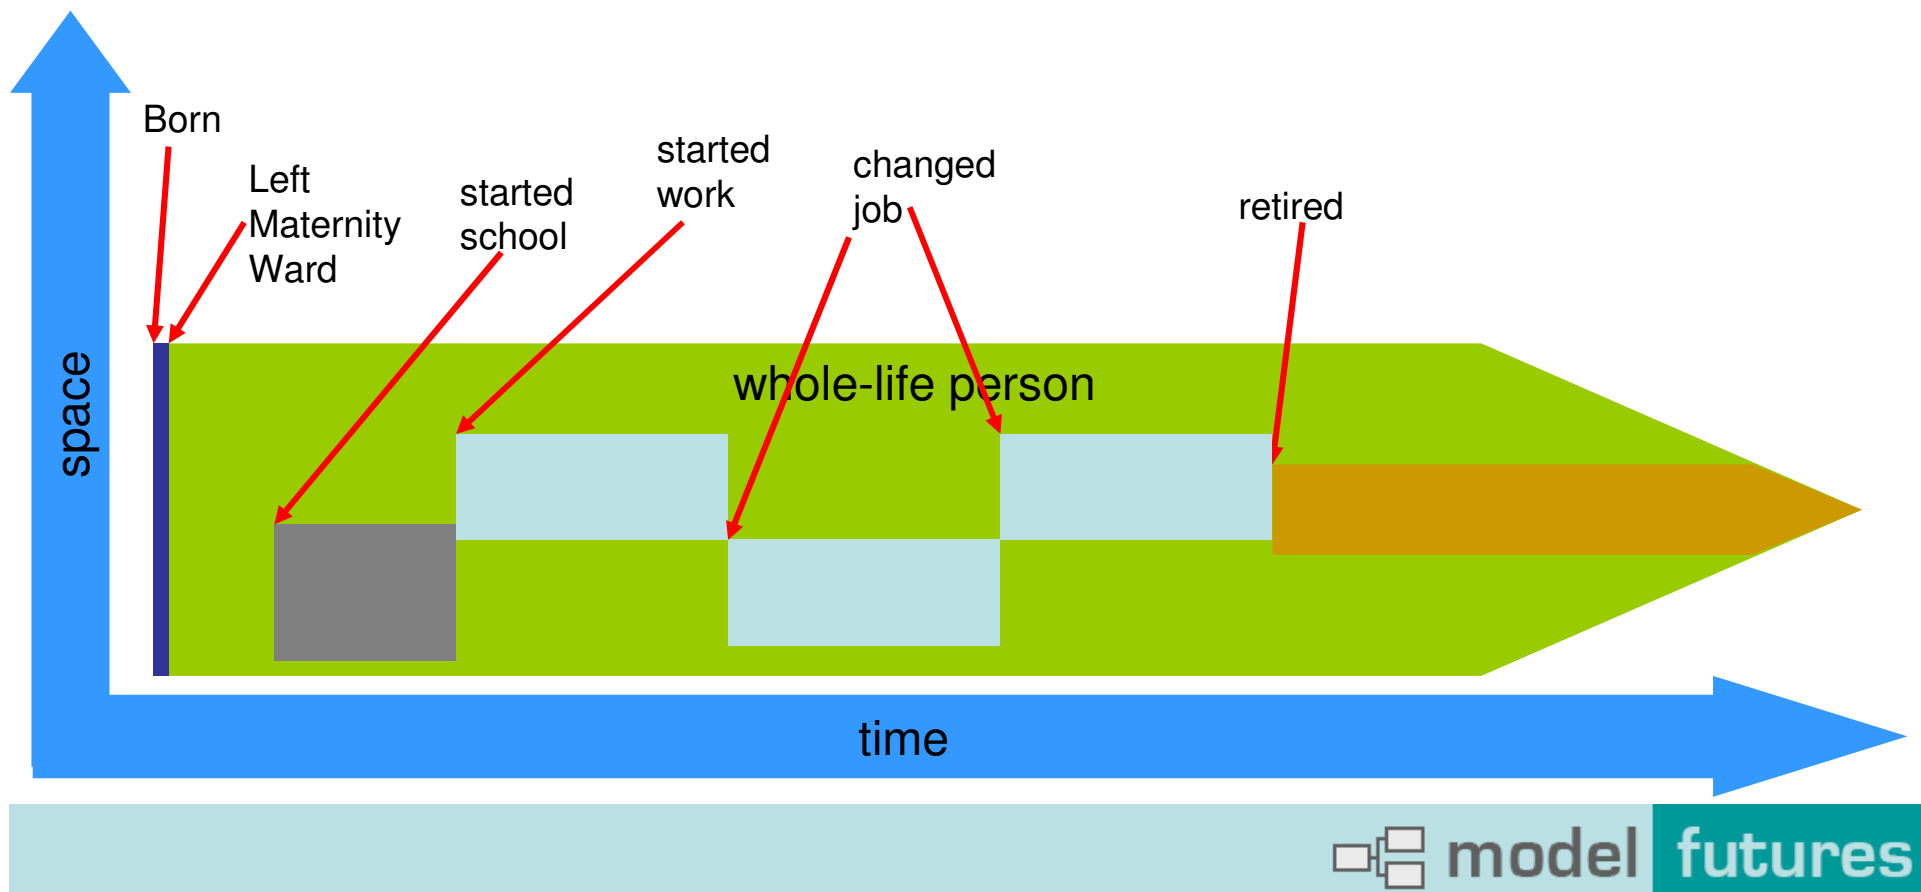 Born
Left
Maternity
Ward
started
school
started
work
changed
job
retired
whole-life person
space
time
model futures